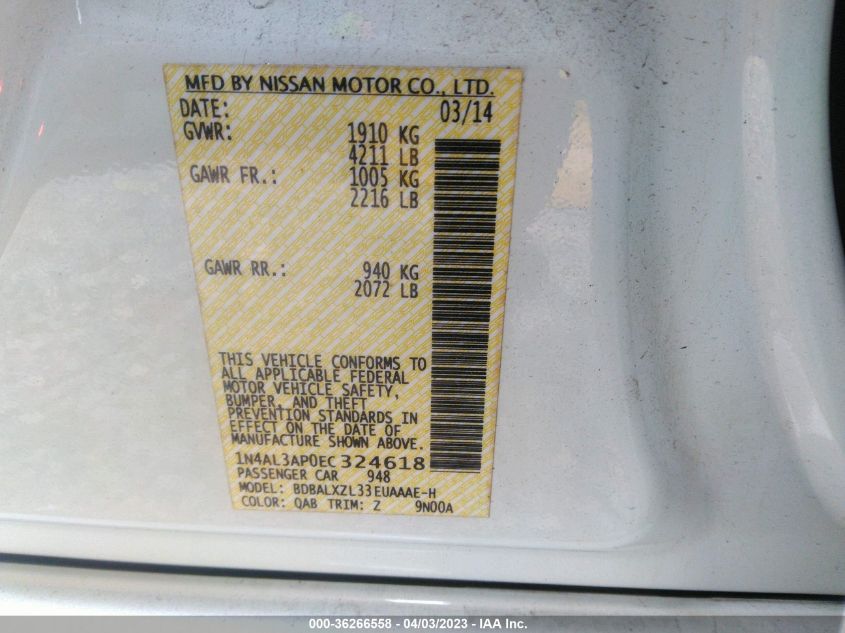 MFD BY NISSAN MOTOR CO., LTD.
DATE: 03/14
GVWR: 1910 KG
4211 LB
GAWR FR.: 1005 KG
2216 LB
GAWR RR.: 940 KG
2072 LB
THIS VEHICLE CONFORMS TO
ALL APPLICABLE FEDERAL
MOTOR VEHICLE SAFETY,
BUMPER, AND THEFT
PREVENTION STANDARDS IN
EFFECT ON THE DATE OF
MANUFACTURE SHOWN ABOVE.
1N4AL3AP0EC324618
PASSENGER CAR 948
MODEL: BDBALXZL33EUAAAE-H
COLOR: QAB TRIM: Z 9N00A
000-36266558 - 04/03/2023 - IAA Inc.